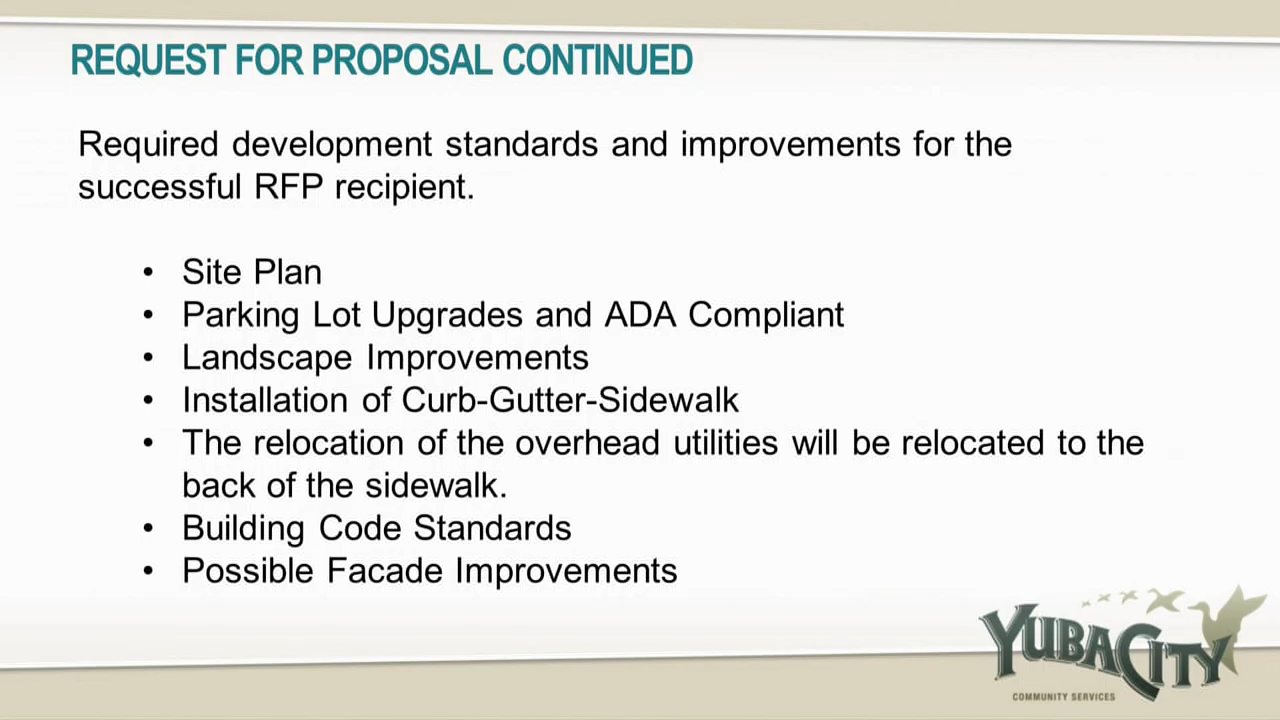 REQUEST FOR PROPOSAL CONTINUED
Required development standards and improvements for the
successful RFP recipient.
• Site Plan
• Parking Lot Upgrades and ADA Compliant
• Landscape Improvements
• Installation of Curb-Gutter-Sidewalk
• The relocation of the overhead utilities will be relocated to the
back of the sidewalk.
• Building Code Standards
• Possible Facade Improvements
YUBA CITY
COMMUNITY SERVICES